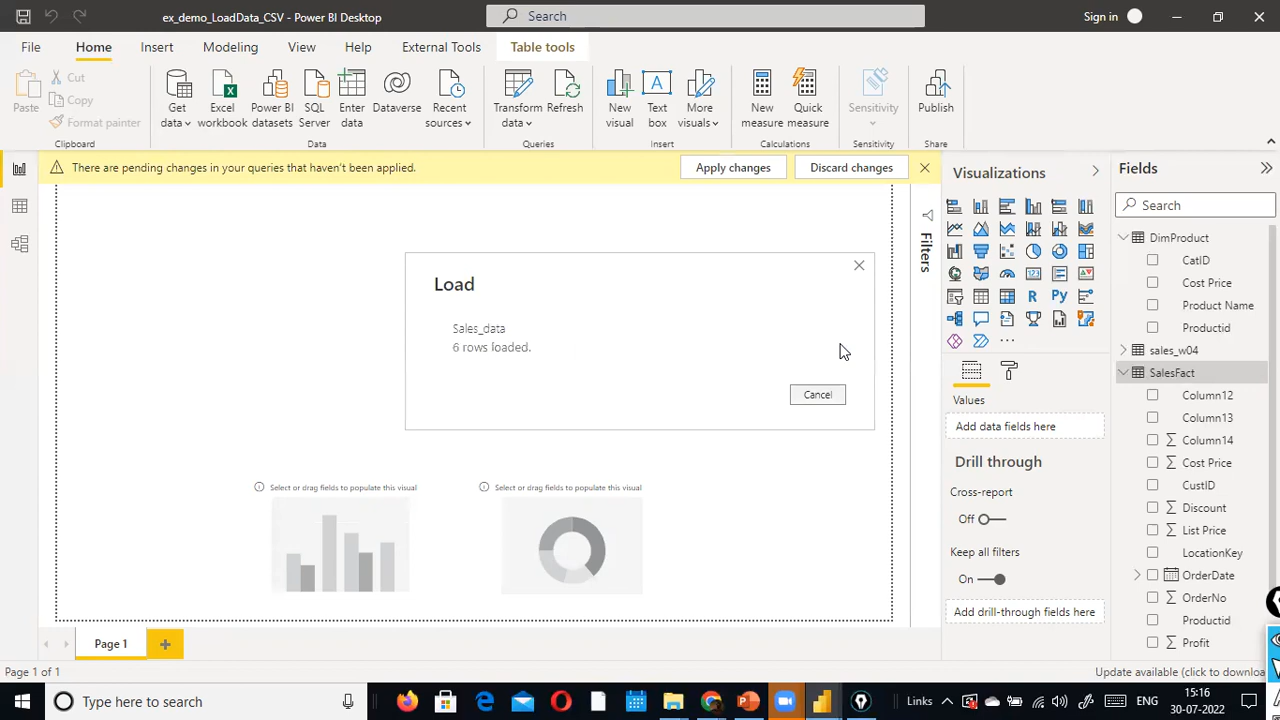 ex_demo_LoadData_CSV - Power BI Desktop
Search
Sign in
File
Home
Insert
Modeling
View
Help
External Tools
Table tools
Paste
Cut
Copy
Format painter
Clipboard
Get data
Excel workbook
Power BI datasets
SQL Server
Enter data
Dataverse
Recent sources
Data
Transform data
Refresh
Queries
New visual
Text box
More visuals
Insert
New measure
Quick measure
Calculations
Sensitivity
Sensitivity
Publish
Share
There are pending changes in your queries that haven't been applied.
Apply changes
Discard changes
Load
Sales_data
6 rows loaded.
Cancel
Select or drag fields to populate this visual
Select or drag fields to populate this visual
Filters
Visualizations
R
Py
123
Values
Add data fields here
Drill through
Cross-report
Off
Keep all filters
On
Add drill-through fields here
Fields
Search
DimProduct
CatID
Cost Price
Product Name
Productid
sales_w04
SalesFact
Column12
Column13
Column14
Cost Price
CustID
Discount
List Price
LocationKey
OrderDate
OrderNo
Productid
Profit
Page 1
Page 1 of 1
Update available (click to downloa
Type here to search
Links
ENG
15:16
30-07-2022